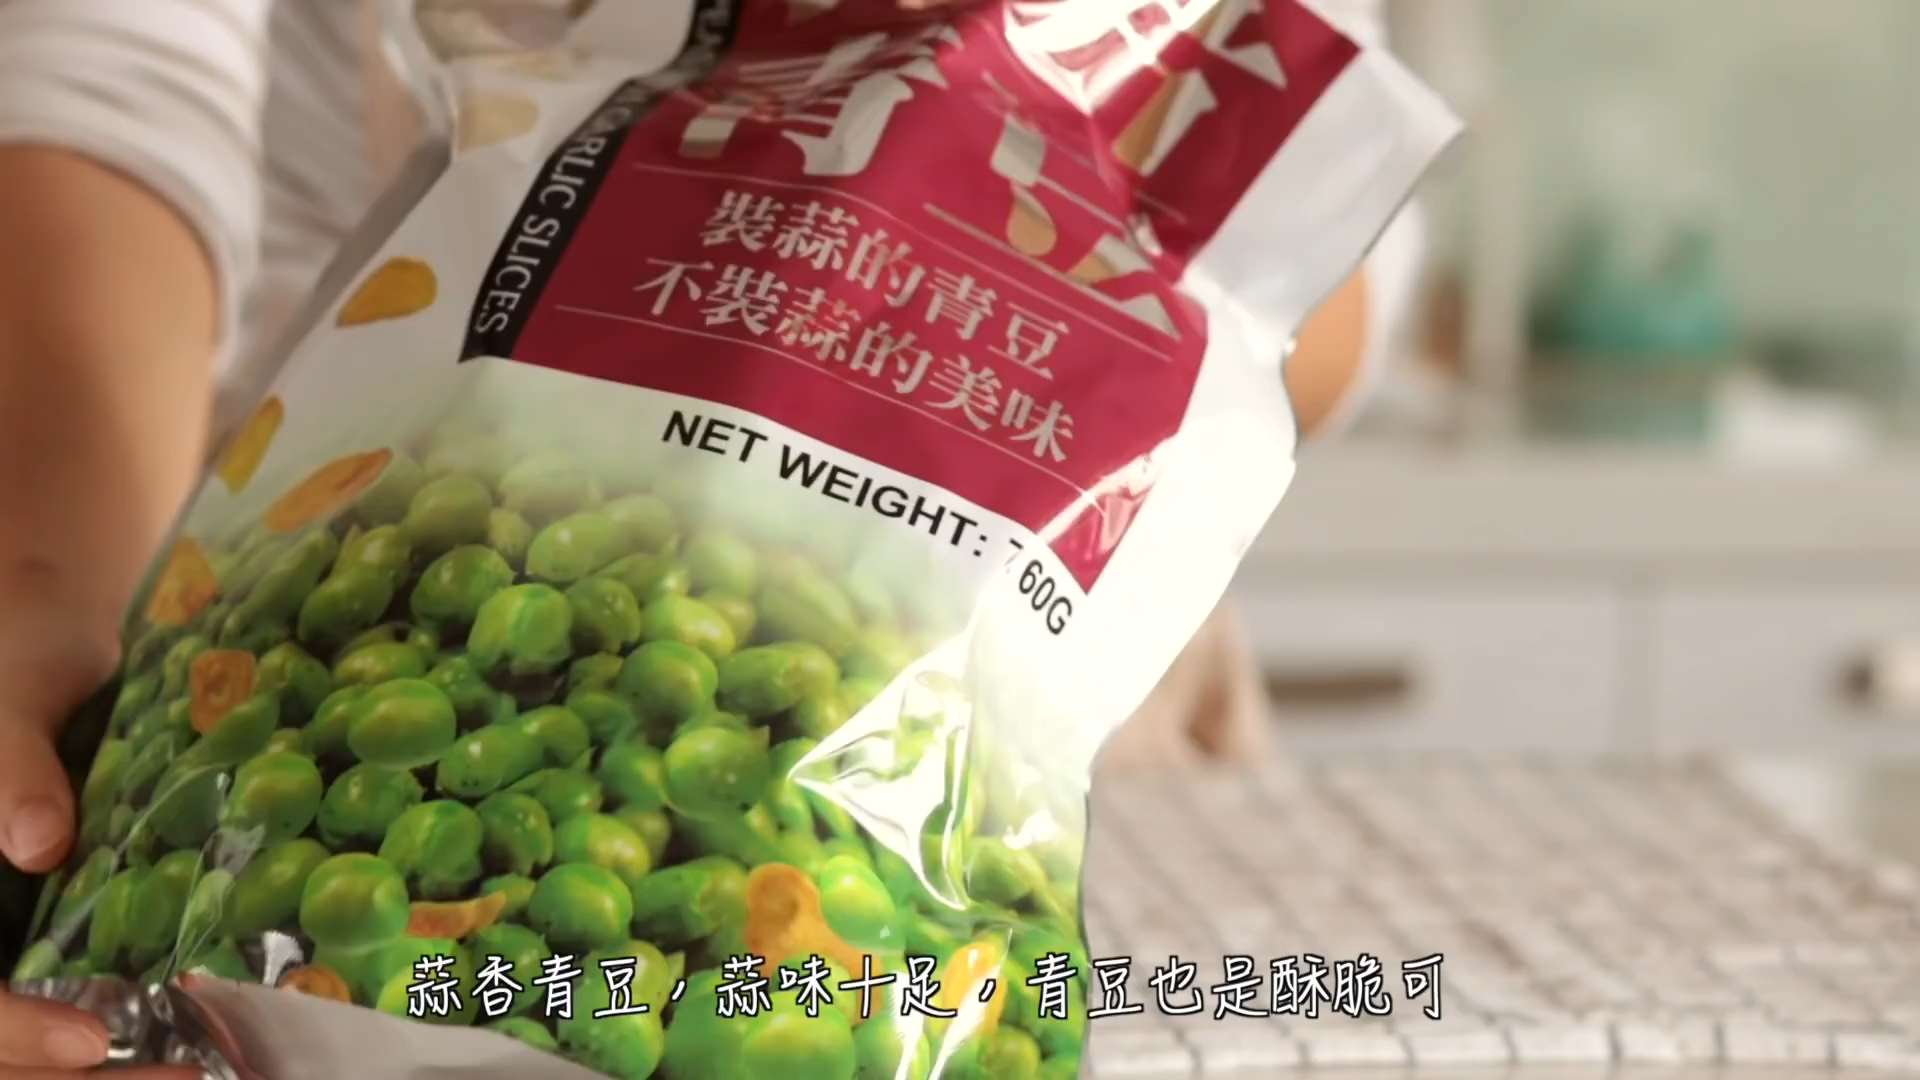 GARLIC SLICES
裝蒜的青豆
不裝蒜的美味
NET WEIGHT: 760G
蒜香青豆，蒜味十足，青豆也是酥脆可